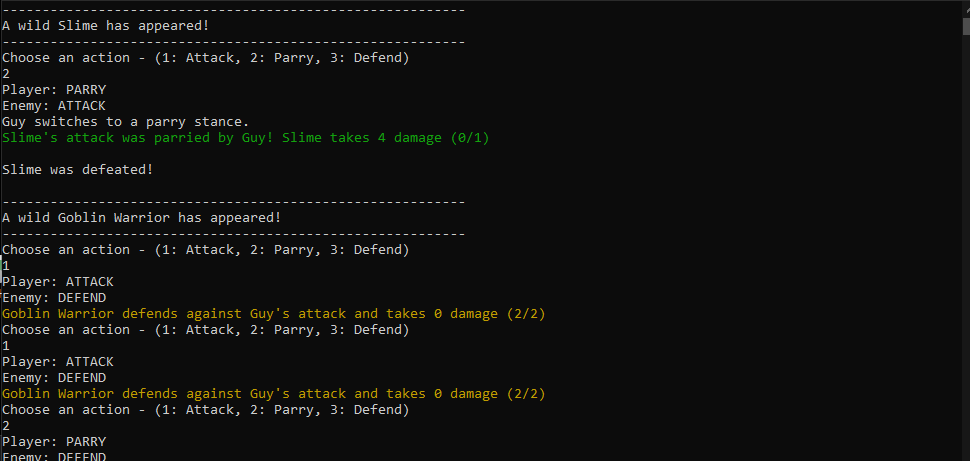 ----------------------------------------------------------
A wild Slime has appeared!
----------------------------------------------------------
Choose an action - (1: Attack, 2: Parry, 3: Defend)
2
Player: PARRY
Enemy: ATTACK
Guy switches to a parry stance.
Slime's attack was parried by Guy! Slime takes 4 damage (0/1)

Slime was defeated!

----------------------------------------------------------
A wild Goblin Warrior has appeared!
----------------------------------------------------------
Choose an action - (1: Attack, 2: Parry, 3: Defend)
1
Player: ATTACK
Enemy: DEFEND
Goblin Warrior defends against Guy's attack and takes 0 damage (2/2)
Choose an action - (1: Attack, 2: Parry, 3: Defend)
1
Player: ATTACK
Enemy: DEFEND
Goblin Warrior defends against Guy's attack and takes 0 damage (2/2)
Choose an action - (1: Attack, 2: Parry, 3: Defend)
2
Player: PARRY
Enemy: DEFEND